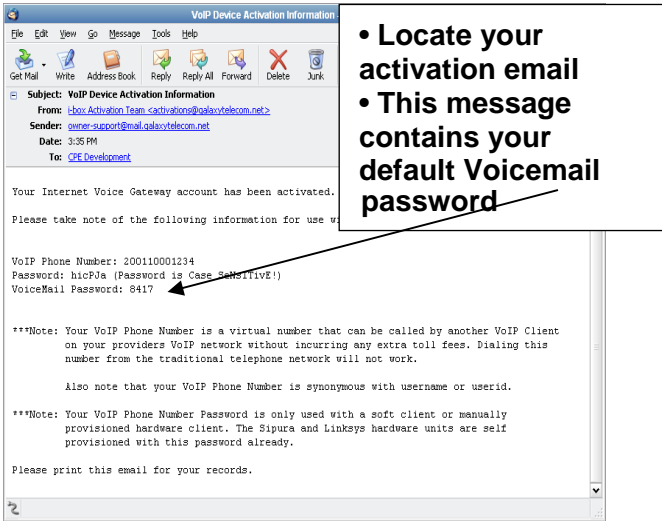 VoIP Device Activation Information -
File Edit View Go Message Tools Help
Get Mail Write Address Book Reply Reply All Forward Delete Junk
Subject: VoIP Device Activation Information
From: i-box Activation Team <activations@galaxytelecom.net>
Sender: owner-support@mail.galaxytelecom.net
Date: 3:35 PM
To: CPE Development
• Locate your
activation email
• This message
contains your
default Voicemail
password
Your Internet Voice Gateway account has been activated.
Please take note of the following information for use
VoIP Phone Number: 200110001234
Password: hicPJa (Password is Case SeNSITivE!)
VoiceMail Password: 8417
***Note: Your VoIP Phone Number is a virtual number that can be called by another VoIP Client
on your providers VoIP network without incurring any extra toll fees. Dialing this
number from the traditional telephone network will not work.
Also note that your VoIP Phone Number is synonymous with username or userid.
***Note: Your VoIP Phone Number Password is only used with a soft client or manually
provisioned hardware client. The Sipura and Linksys hardware units are self
provisioned with this password already.
Please print this email for your records.